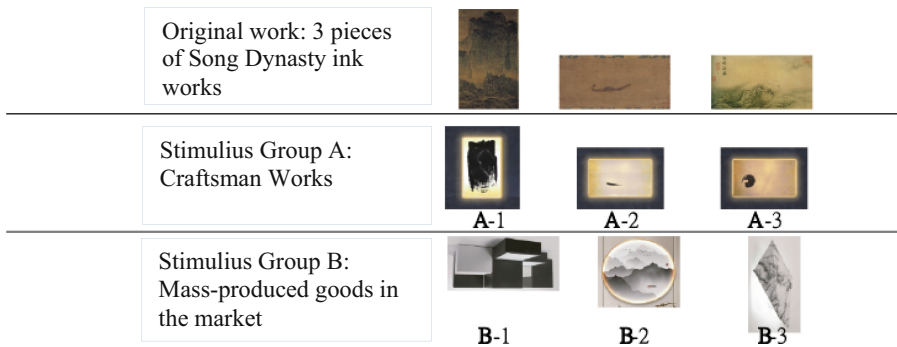 Original work: 3 pieces
of Song Dynasty ink
works
Stimulius Group A:
Craftsman Works
A-1
A-2
A-3
Stimulius Group B:
Mass-produced goods in
the market
B-1
B-2
B-3